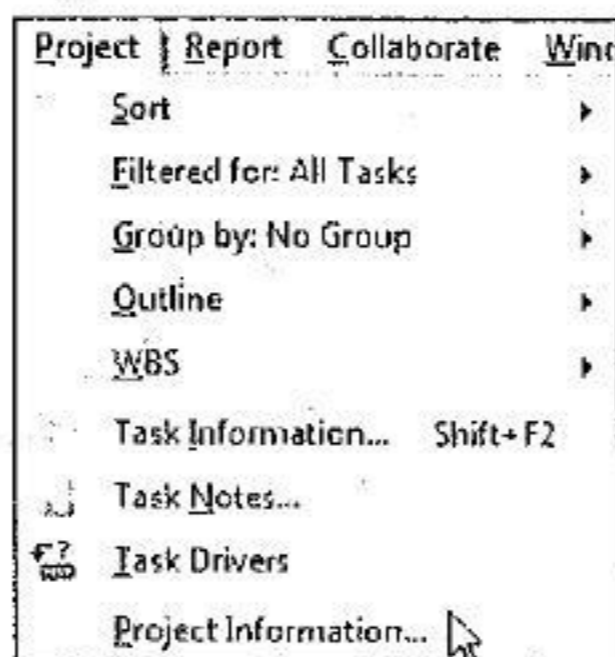 Project Report Collaborate Wind
Sort
Filtered for: All Tasks
Group by: No Group
Outline
WBS
Task Information... Shift+F2
Task Notes...
Task Drivers
Project Information...